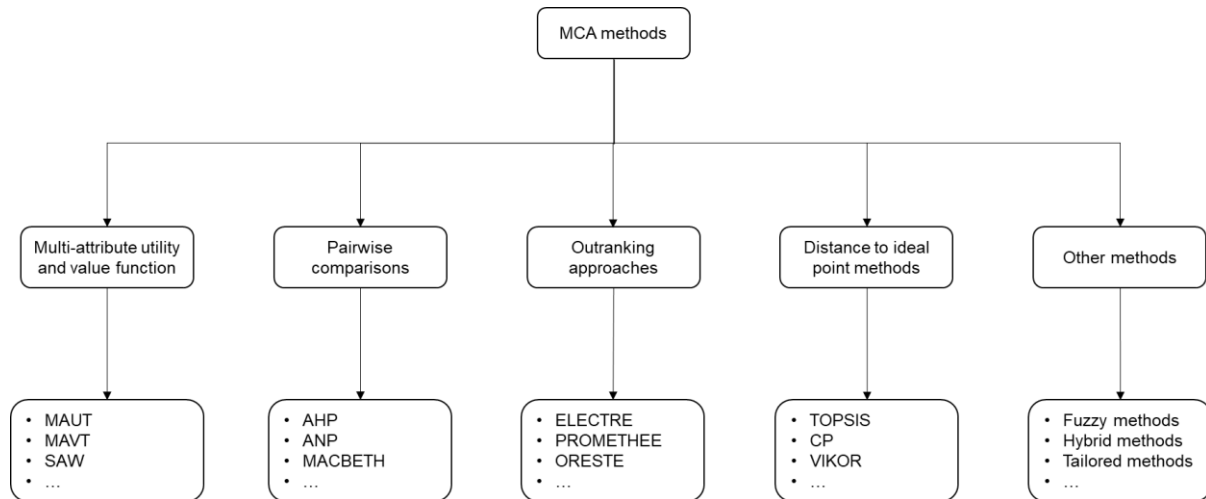 MCA methods
Multi-attribute utility
and value function
Pairwise
comparisons
Outranking
approaches
Distance to ideal
point methods
Other methods
• MAUT
• MAVT
• SAW
• …
• AHP
• ANP
• MACBETH
• …
• ELECTRE
• PROMETHEE
• ORESTE
• …
• TOPSIS
• CP
• VIKOR
• …
• Fuzzy methods
• Hybrid methods
• Tailored methods
• …